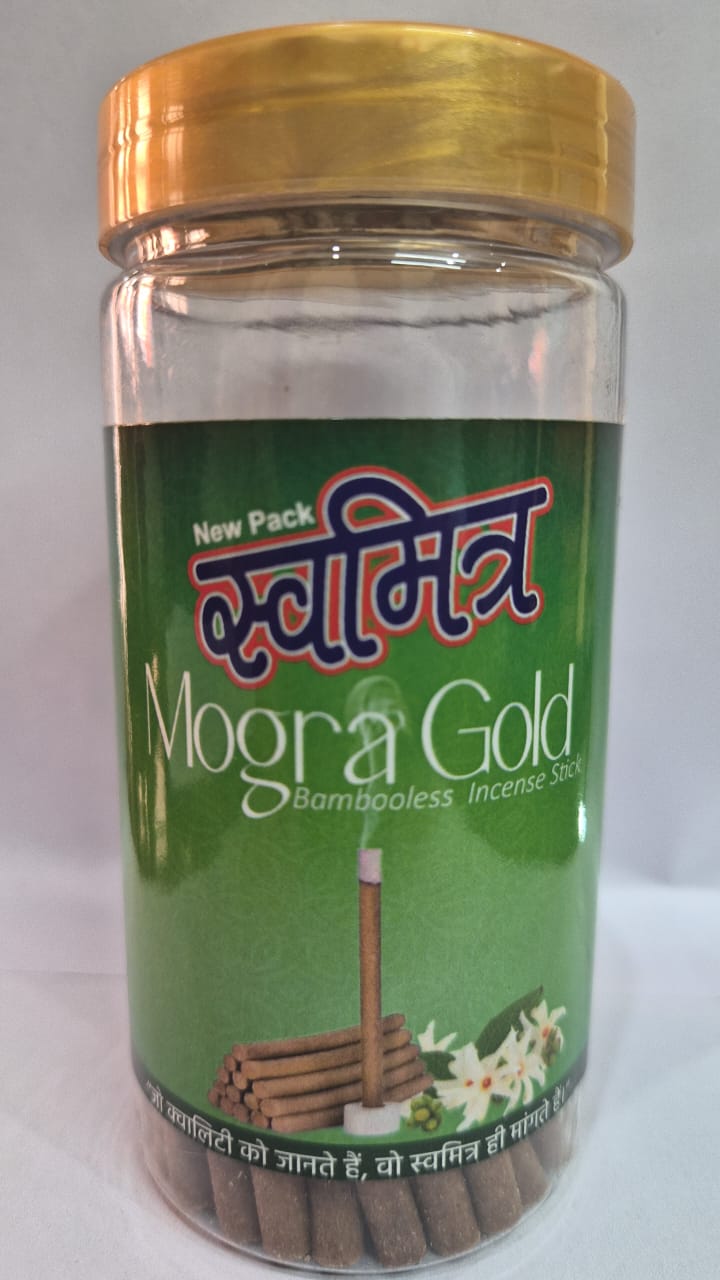 New Pack
स्वमित्र
Mogra Gold
Bambooless Incense Stick
"जो क्वालिटी को जानते हैं, वो स्वमित्र ही मांगते हैं।"